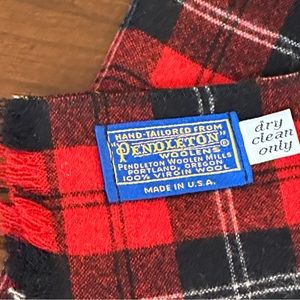 HAND-TAILORED FROM
"PENDLETON"
WOOLENS
PENDLETON WOOLEN MILLS
PORTLAND, OREGON
100% VIRGIN WOOL
MADE IN U.S.A.
dry
clean
only